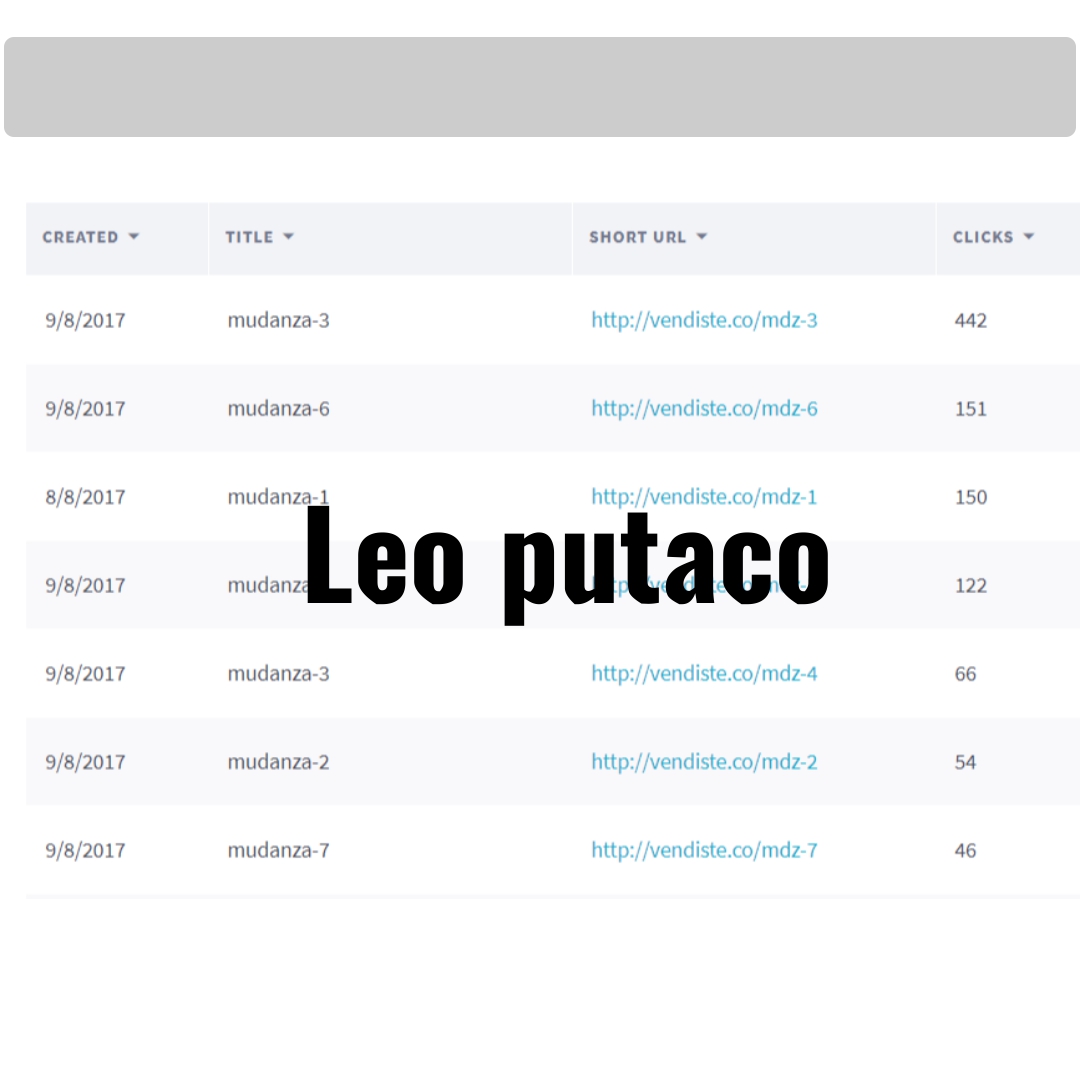 CREATED TITLE SHORT URL CLICKS
9/8/2017 mudanza-3 http://vendiste.co/mdz-3 442
9/8/2017 mudanza-6 http://vendiste.co/mdz-6 151
8/8/2017 mudanza-1 http://vendiste.co/mdz-1 150
Leo putaco
9/8/2017 122
9/8/2017 mudanza-3 http://vendiste.co/mdz-4 66
9/8/2017 mudanza-2 http://vendiste.co/mdz-2 54
9/8/2017 mudanza-7 http://vendiste.co/mdz-7 46